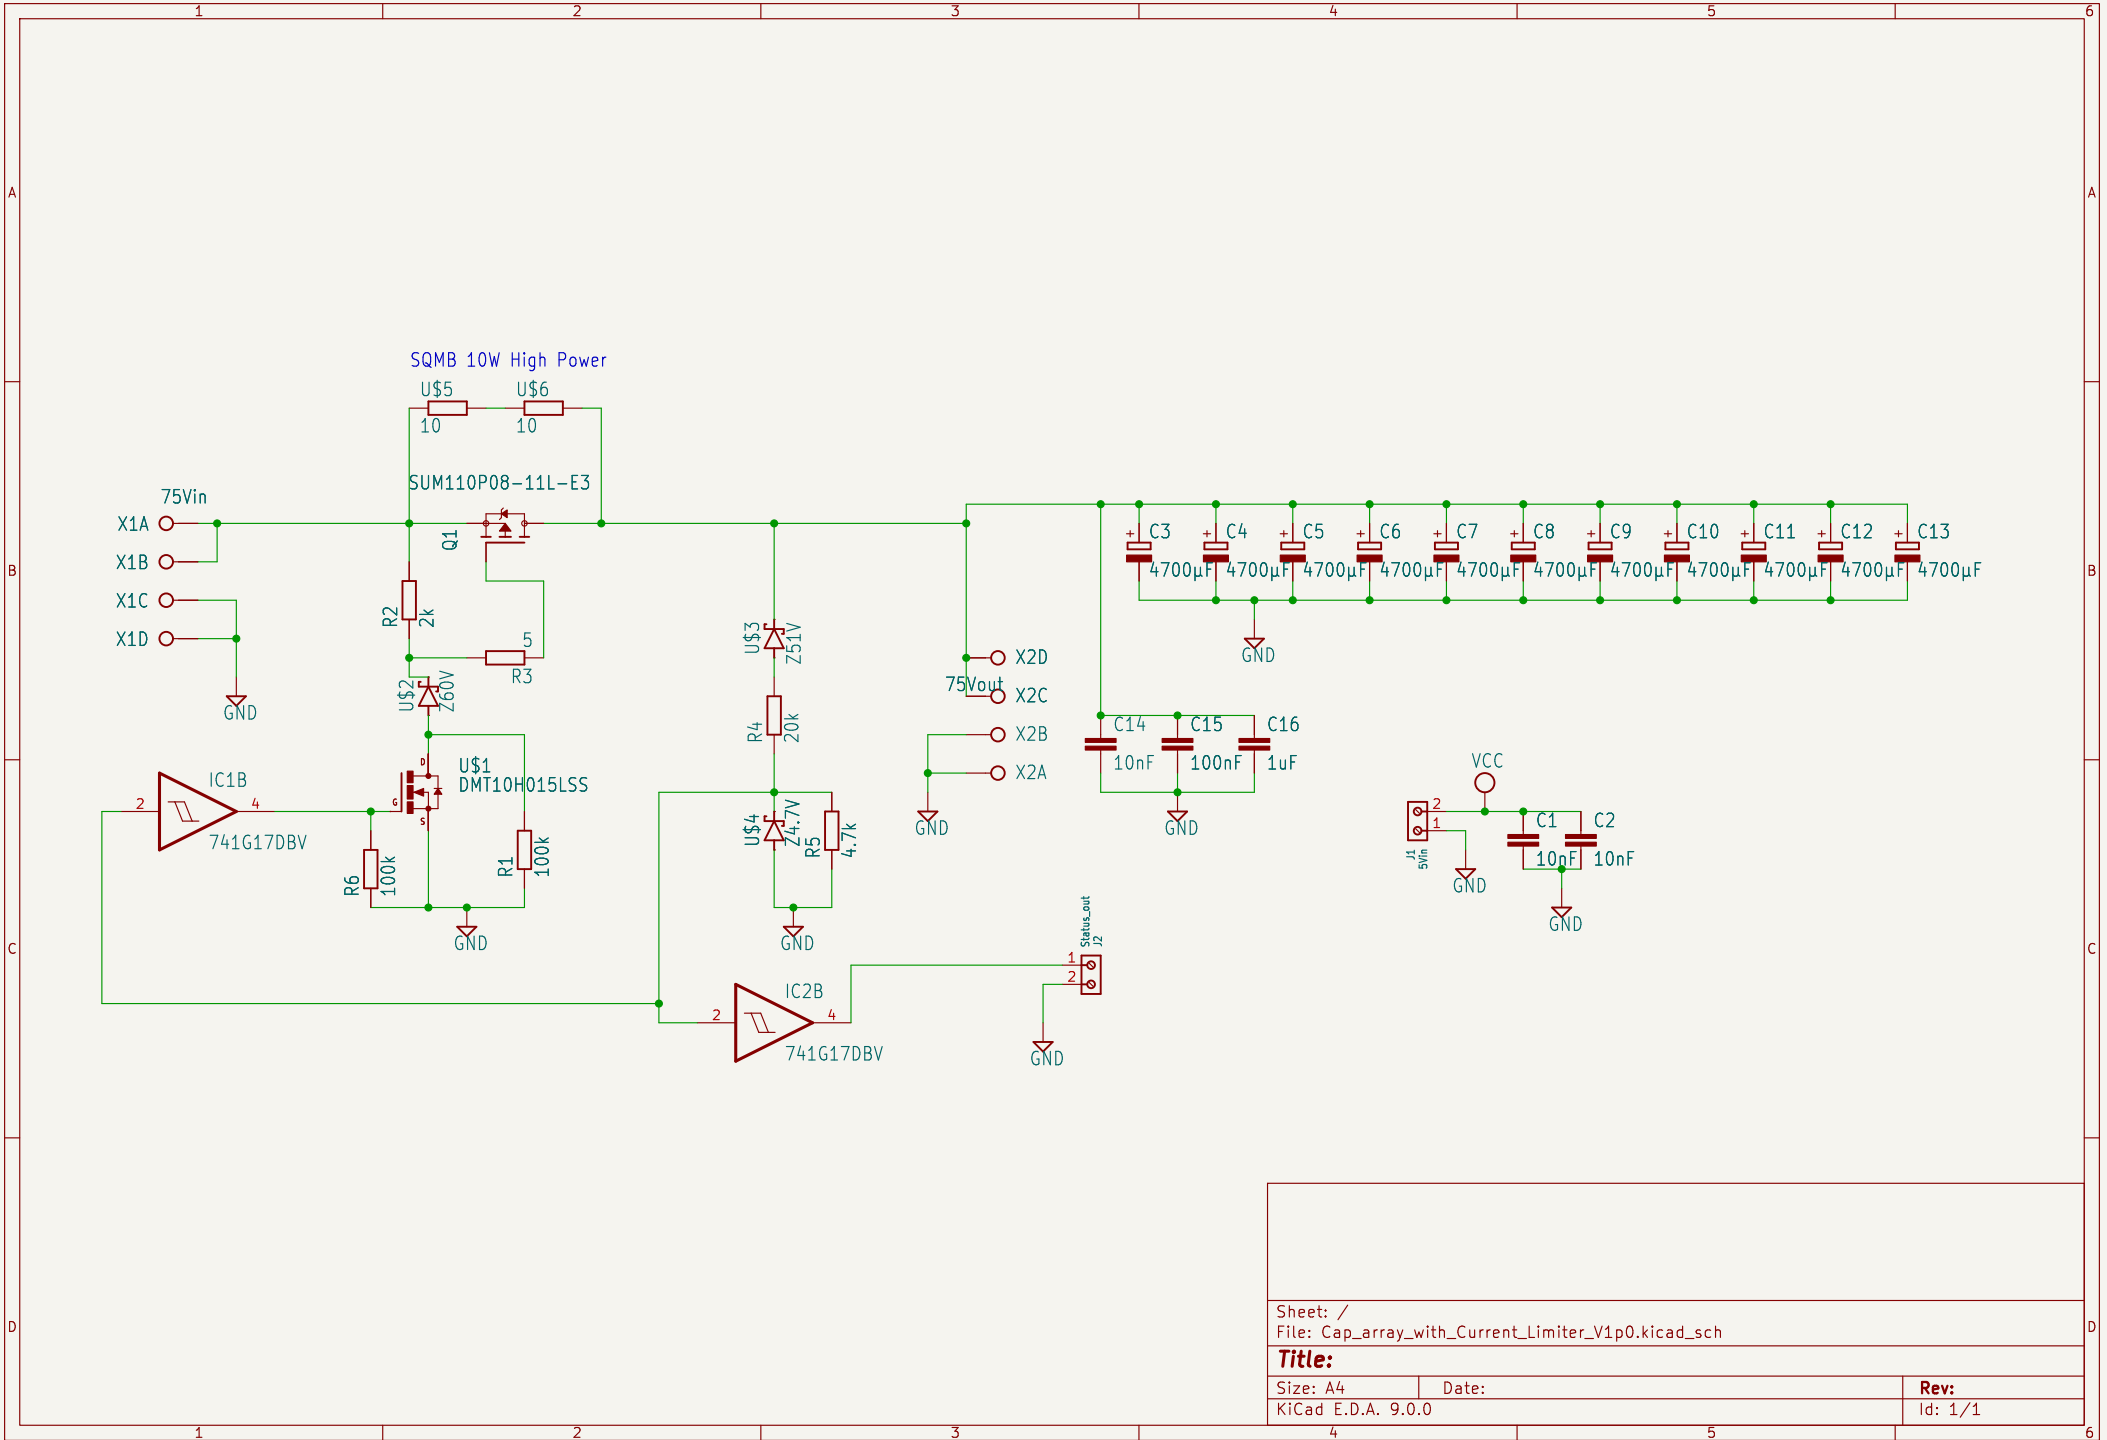 1 2 3 4 5 6
A A
SQMB 10W High Power
U$5 U$6
10 10
SUM110P08-11L-E3
Q1
75Vin
X1A
X1B
X1C
X1D
GND
R2 2k
5
R3
U$2 Z60V
U$1
DMT10H015LSS
D
G
S
IC1B
2 4
741G17DBV
R6 100k
R1 100k
GND
U$3 Z51V
R4 20k
U$4 Z4.7V
R5 4.7k
GND
X2D
75Vout
X2C
X2B
X2A
GND
B B
C3 C4 C5 C6 C7 C8 C9 C10 C11 C12 C13
4700µF 4700µF 4700µF 4700µF 4700µF 4700µF 4700µF 4700µF 4700µF 4700µF 4700µF
+ + + + + + + + + + +
GND
C14 C15 C16
10nF 100nF 1uF
GND
VCC
2
1
J1
5Vin
GND
C1 C2
10nF 10nF
GND
C C
Status_out
J2
1
2
GND
IC2B
2 4
741G17DBV
D D
Sheet: /
File: Cap_array_with_Current_Limiter_V1p0.kicad_sch
Title:
Size: A4 Date: Rev:
KiCad E.D.A. 9.0.0 Id: 1/1
1 2 3 4 5 6